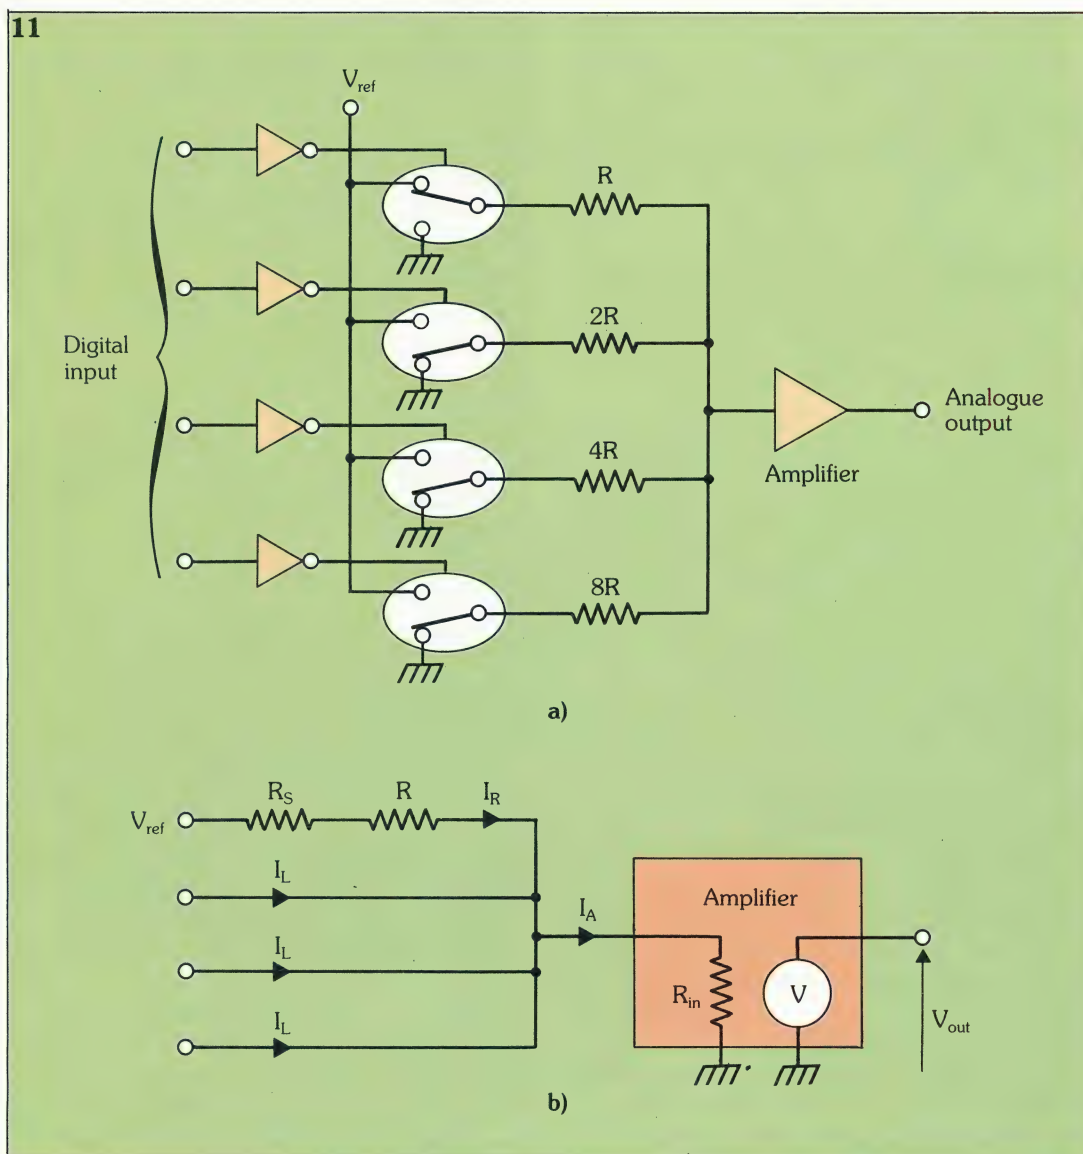 11
V_ref
R
2R
Digital
input
4R
Analogue
output
Amplifier
8R
a)
V_ref
R_S
R
I_R
I_L
I_L
I_L
I_A
Amplifier
R_in
V
V_out
b)